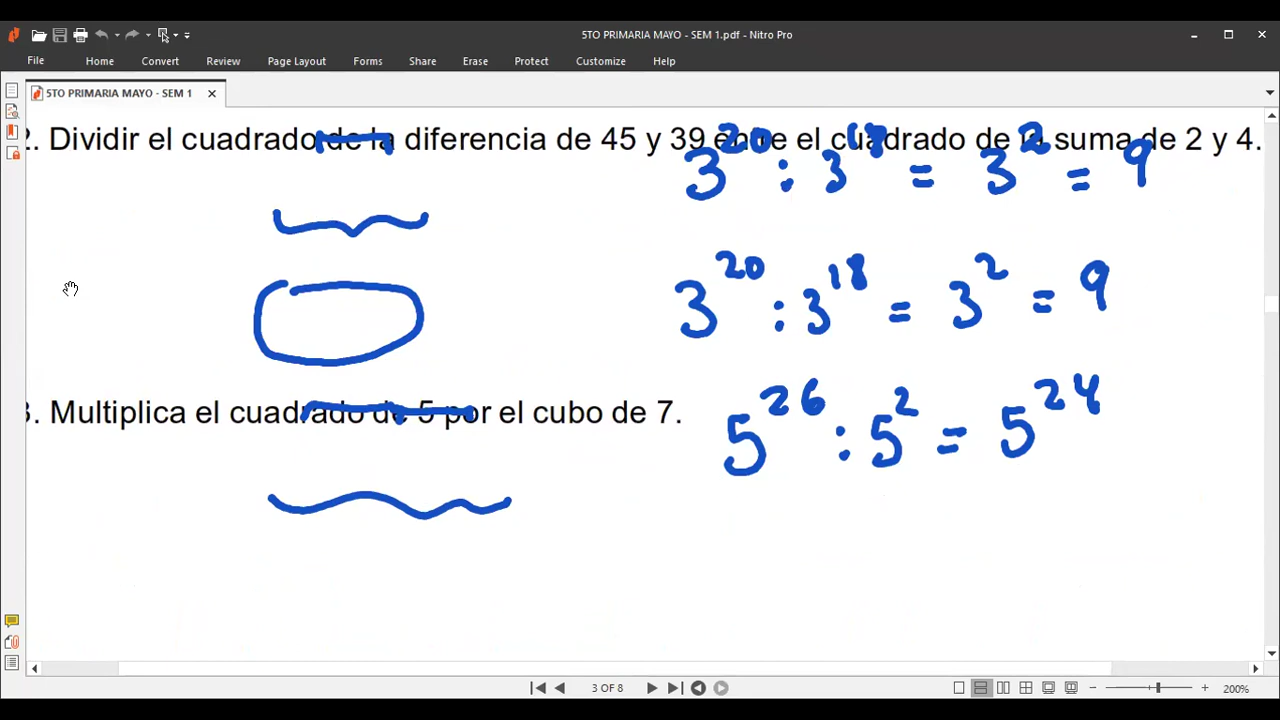 5TO PRIMARIA MAYO - SEM 1.pdf - Nitro Pro
File Home Convert Review Page Layout Forms Share Erase Protect Customize Help
5TO PRIMARIA MAYO - SEM 1
2. Dividir el cuadrado de la diferencia de 45 y 39 entre el cuadrado de la suma de 2 y 4.
3²⁰ : 3¹⁸ = 3² = 9
3²⁰ : 3¹⁸ = 3² = 9
3. Multiplica el cuadrado de 5 por el cubo de 7.
5²⁶ : 5² = 5²⁴
3 OF 8
200%